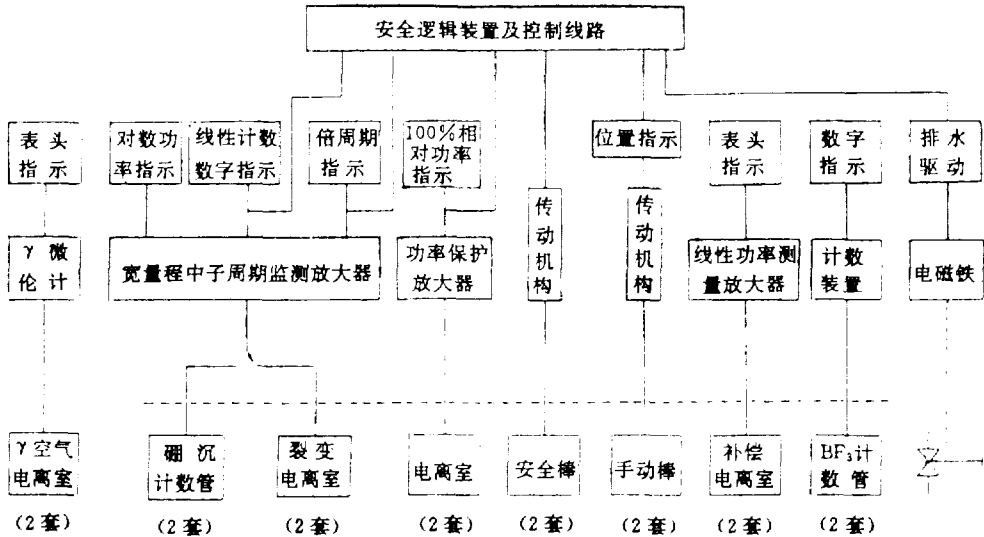 安全逻辑装置及控制线路
表头
指示
对数功
率指示
线性计数
数字指示
倍周期
指示
100%相
对功率
指示
位置指示
表头
指示
数字
指示
排水
驱动
γ微
伦计
宽量程中子周期监测放大器
功率保护
放大器
传动机构
传动机构
线性功率测
量放大器
计数
装置
电磁铁
γ空气
电离室
硼沉
计数管
裂变
电离室
电离室
安全棒
手动棒
补偿
电离室
BF₃计
数管
(2套)
(2套)
(2套)
(2套)
(2套)
(2套)
(2套)
(2套)